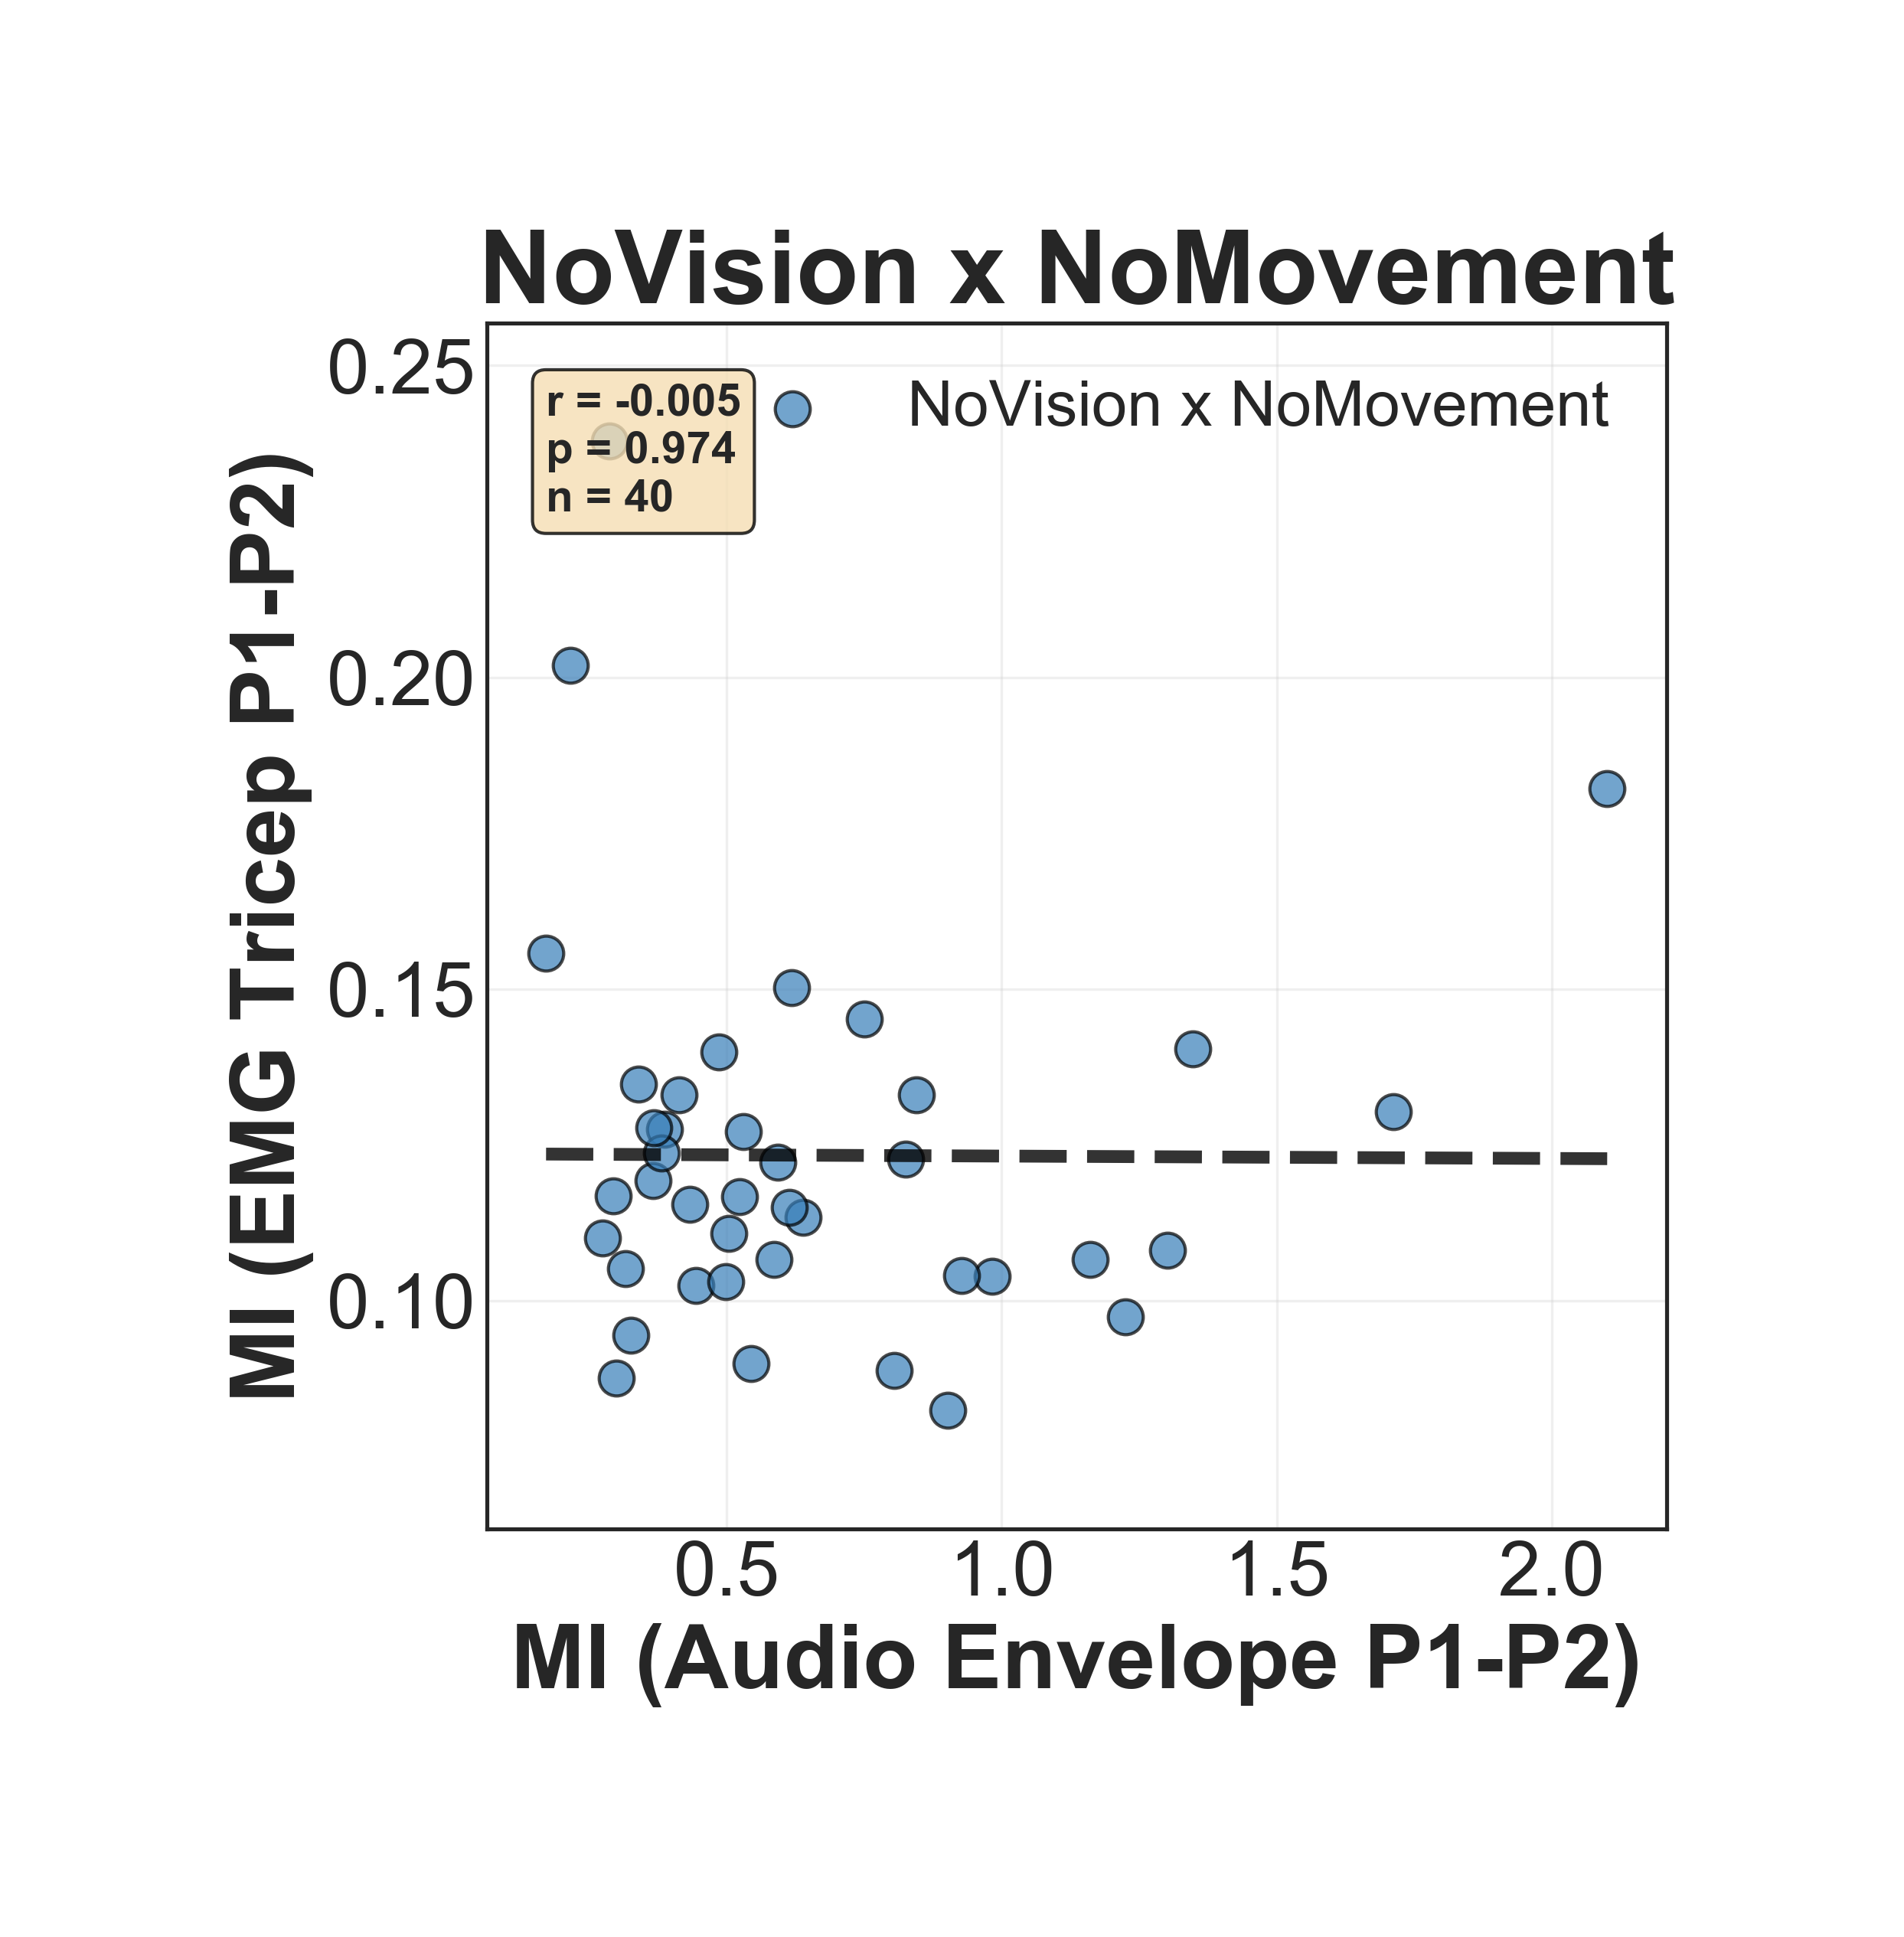 NoVision x NoMovement
0.25
0.20
0.15
0.10
MI (EMG Tricep P1-P2)
r = -0.005
p = 0.974
n = 40
NoVision x NoMovement
0.5 1.0 1.5 2.0
MI (Audio Envelope P1-P2)